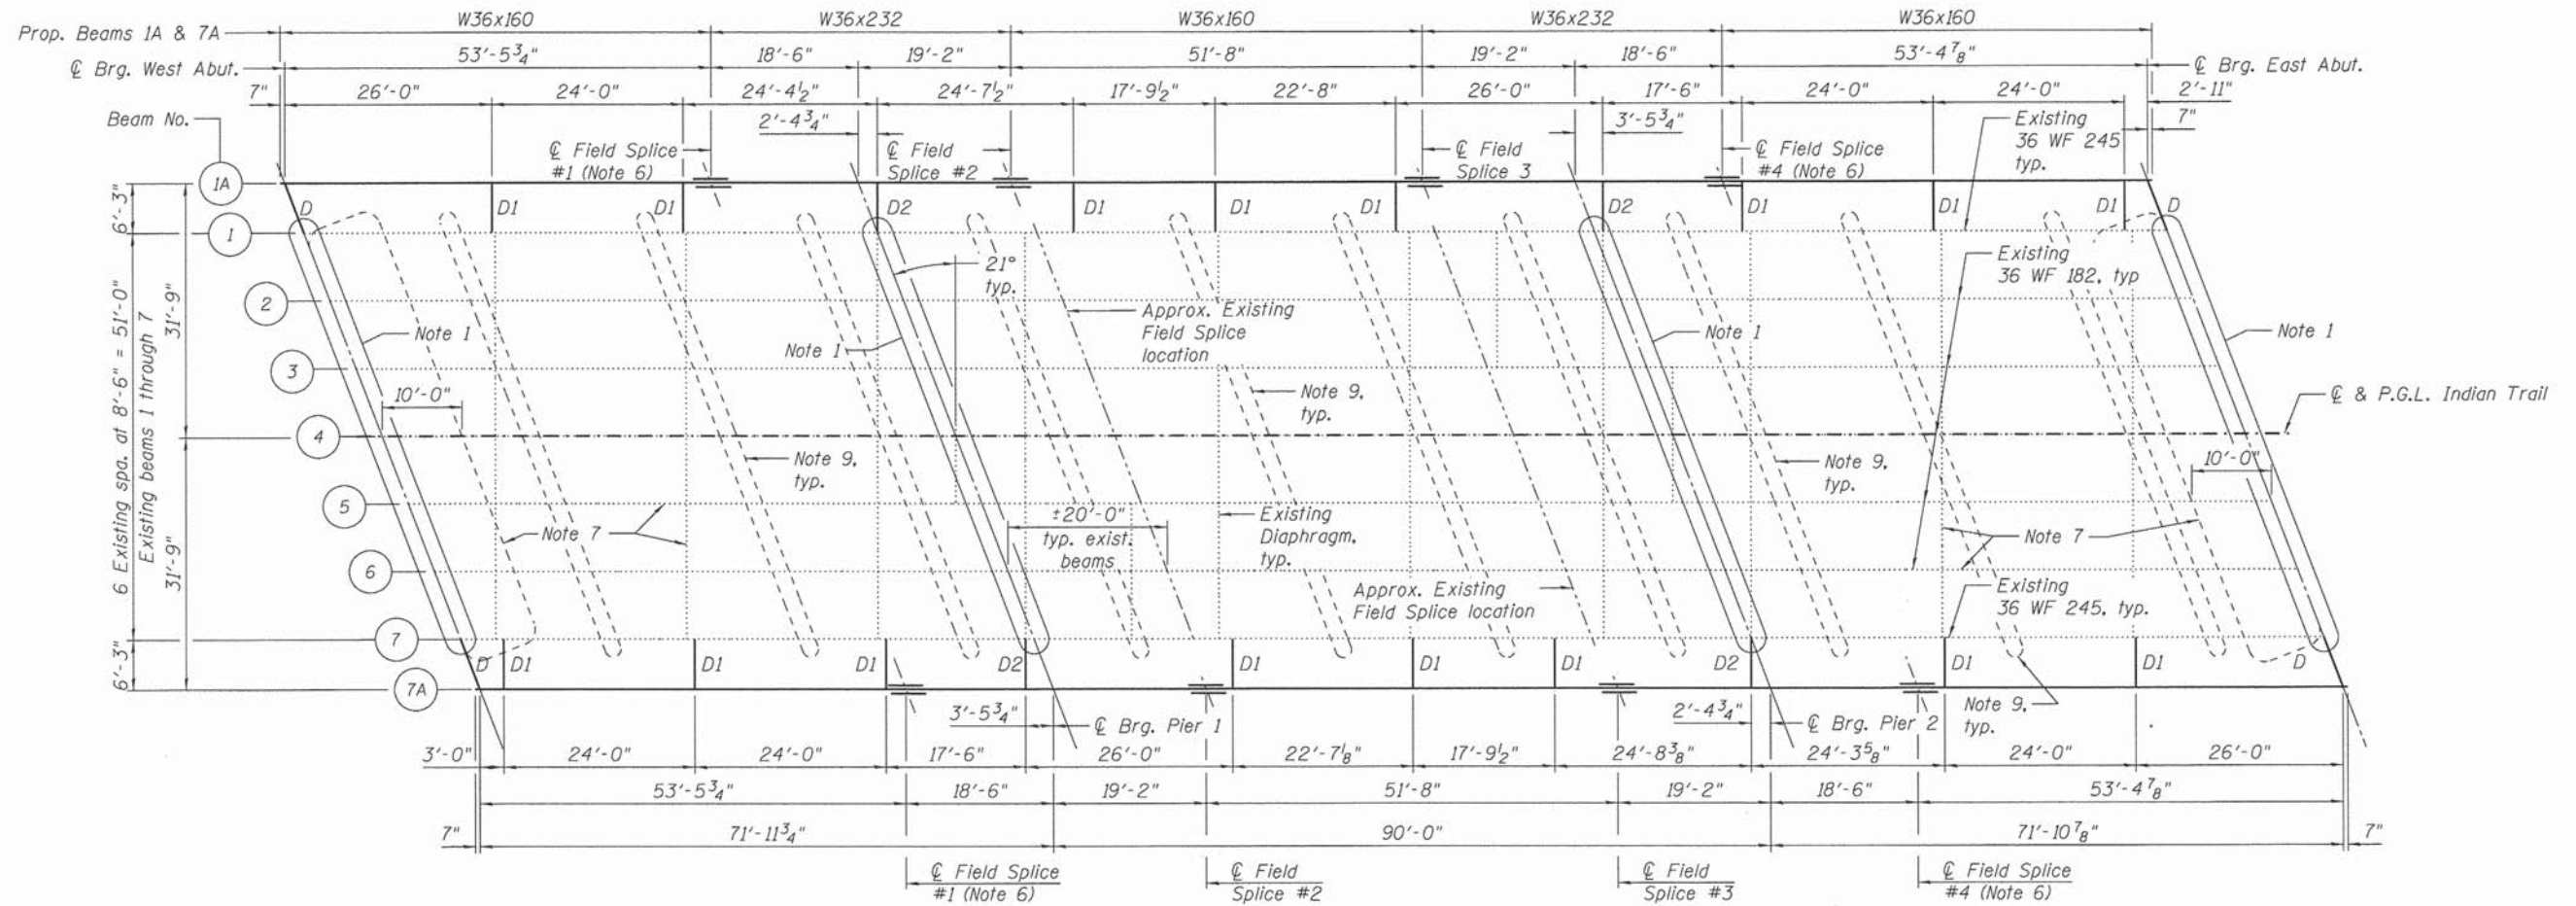 W36x160 W36x232 W36x160 W36x232 W36x160
Prop. Beams 1A & 7A
53'-5 3/4" 18'-6" 19'-2" 51'-8" 19'-2" 18'-6" 53'-4 7/8"
℄ Brg. West Abut. ℄ Brg. East Abut.
7" 26'-0" 24'-0" 24'-4 1/2" 24'-7 1/2" 17'-9 1/2" 22'-8" 26'-0" 17'-6" 24'-0" 24'-0" 2'-11"
Beam No. 2'-4 3/4" 3'-5 3/4" 7"
Existing
36 WF 245
typ.
℄ Field Splice
#1 (Note 6)
℄ Field
Splice #2
℄ Field
Splice 3
℄ Field Splice
#4 (Note 6)
1A
D D1 D1 D2 D1 D1 D1 D2 D1 D1 D1 D
6'-3"
1
21°
typ.
Existing
36 WF 182, typ
2
31'-9"
6 Existing spa. at 8'-6" = 51'-0"
Existing beams 1 through 7
Approx. Existing
Field Splice
location
Note 1 Note 1 Note 1 Note 1
3
10'-0"
Note 9,
typ.
℄ & P.G.L. Indian Trail
4
Note 9,
typ.
Note 9,
typ.
10'-0"
5
Note 7
±20'-0"
typ. exist.
beams
Existing
Diaphragm,
typ.
Note 7
31'-9"
6
Approx. Existing
Field Splice location
Existing
36 WF 245, typ.
7
6'-3"
D D1 D1 D1 D2 D1 D1 D1 D2 D1 D1 D
7A
3'-5 3/4" ℄ Brg. Pier 1 2'-4 3/4" ℄ Brg. Pier 2
Note 9,
typ.
3'-0" 24'-0" 24'-0" 17'-6" 26'-0" 22'-7 1/8" 17'-9 1/2" 24'-8 3/8" 24'-3 5/8" 24'-0" 26'-0"
53'-5 3/4" 18'-6" 19'-2" 51'-8" 19'-2" 18'-6" 53'-4 7/8"
7" 71'-11 3/4" 90'-0" 71'-10 7/8" 7"
℄ Field Splice
#1 (Note 6)
℄ Field
Splice #2
℄ Field
Splice #3
℄ Field Splice
#4 (Note 6)